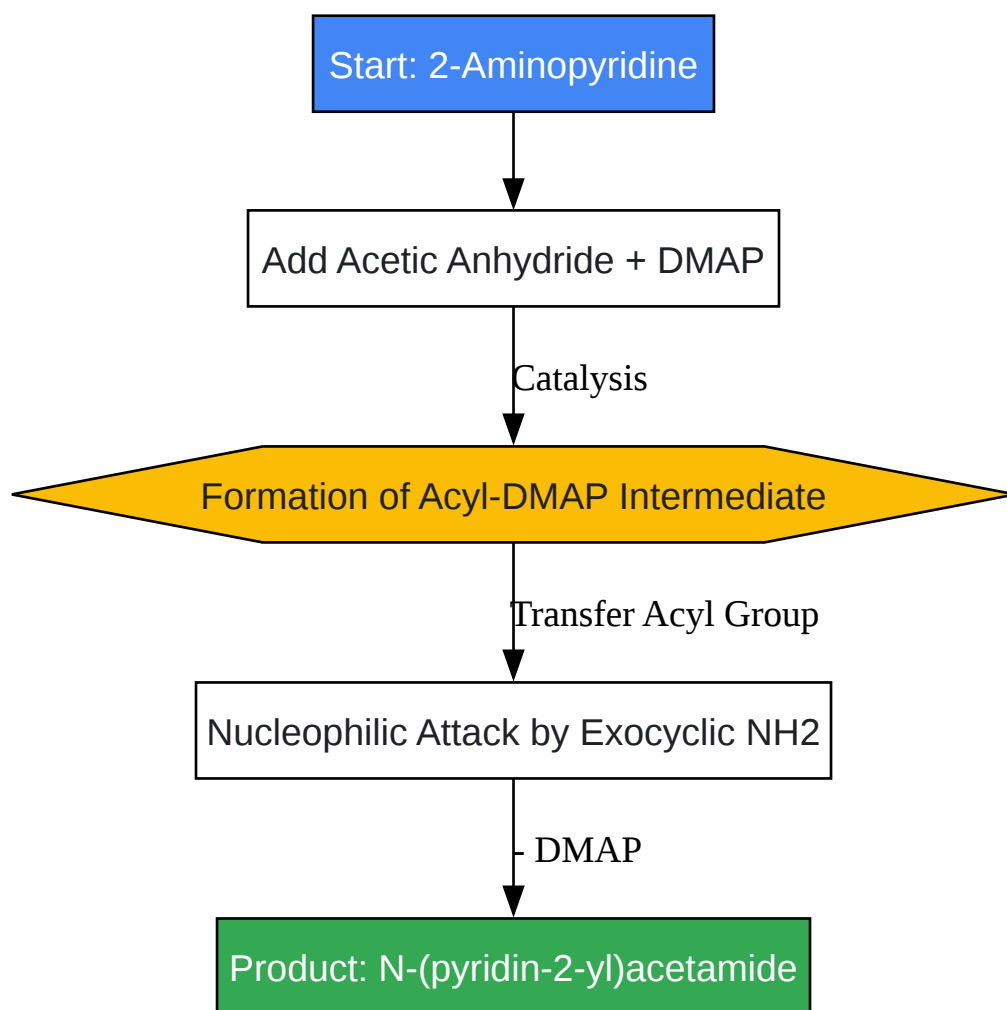 Start: 2-Aminopyridine
Add Acetic Anhydride + DMAP
Catalysis
Formation of Acyl-DMAP Intermediate
Transfer Acyl Group
Nucleophilic Attack by Exocyclic NH2
- DMAP
Product: N-(pyridin-2-yl)acetamide